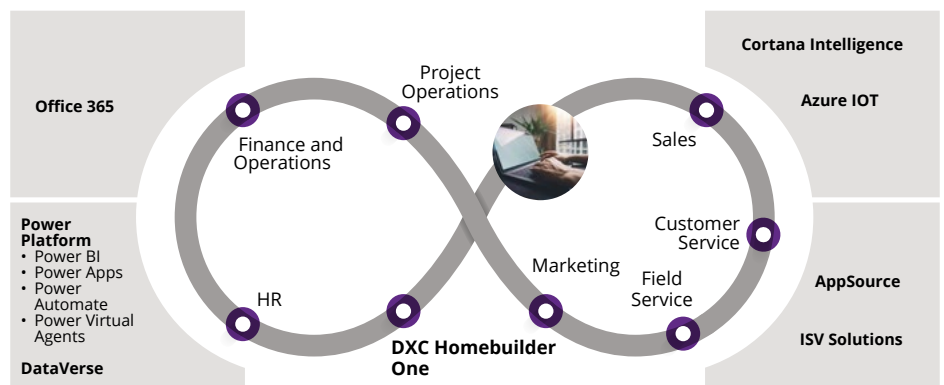 Office 365
Power
Platform
• Power BI
• Power Apps
• Power
Automate
• Power Virtual
Agents
DataVerse
Finance and
Operations
Project
Operations
HR
DXC Homebuilder
One
Marketing
Field
Service
Customer
Service
Sales
Cortana Intelligence
Azure IOT
AppSource
ISV Solutions